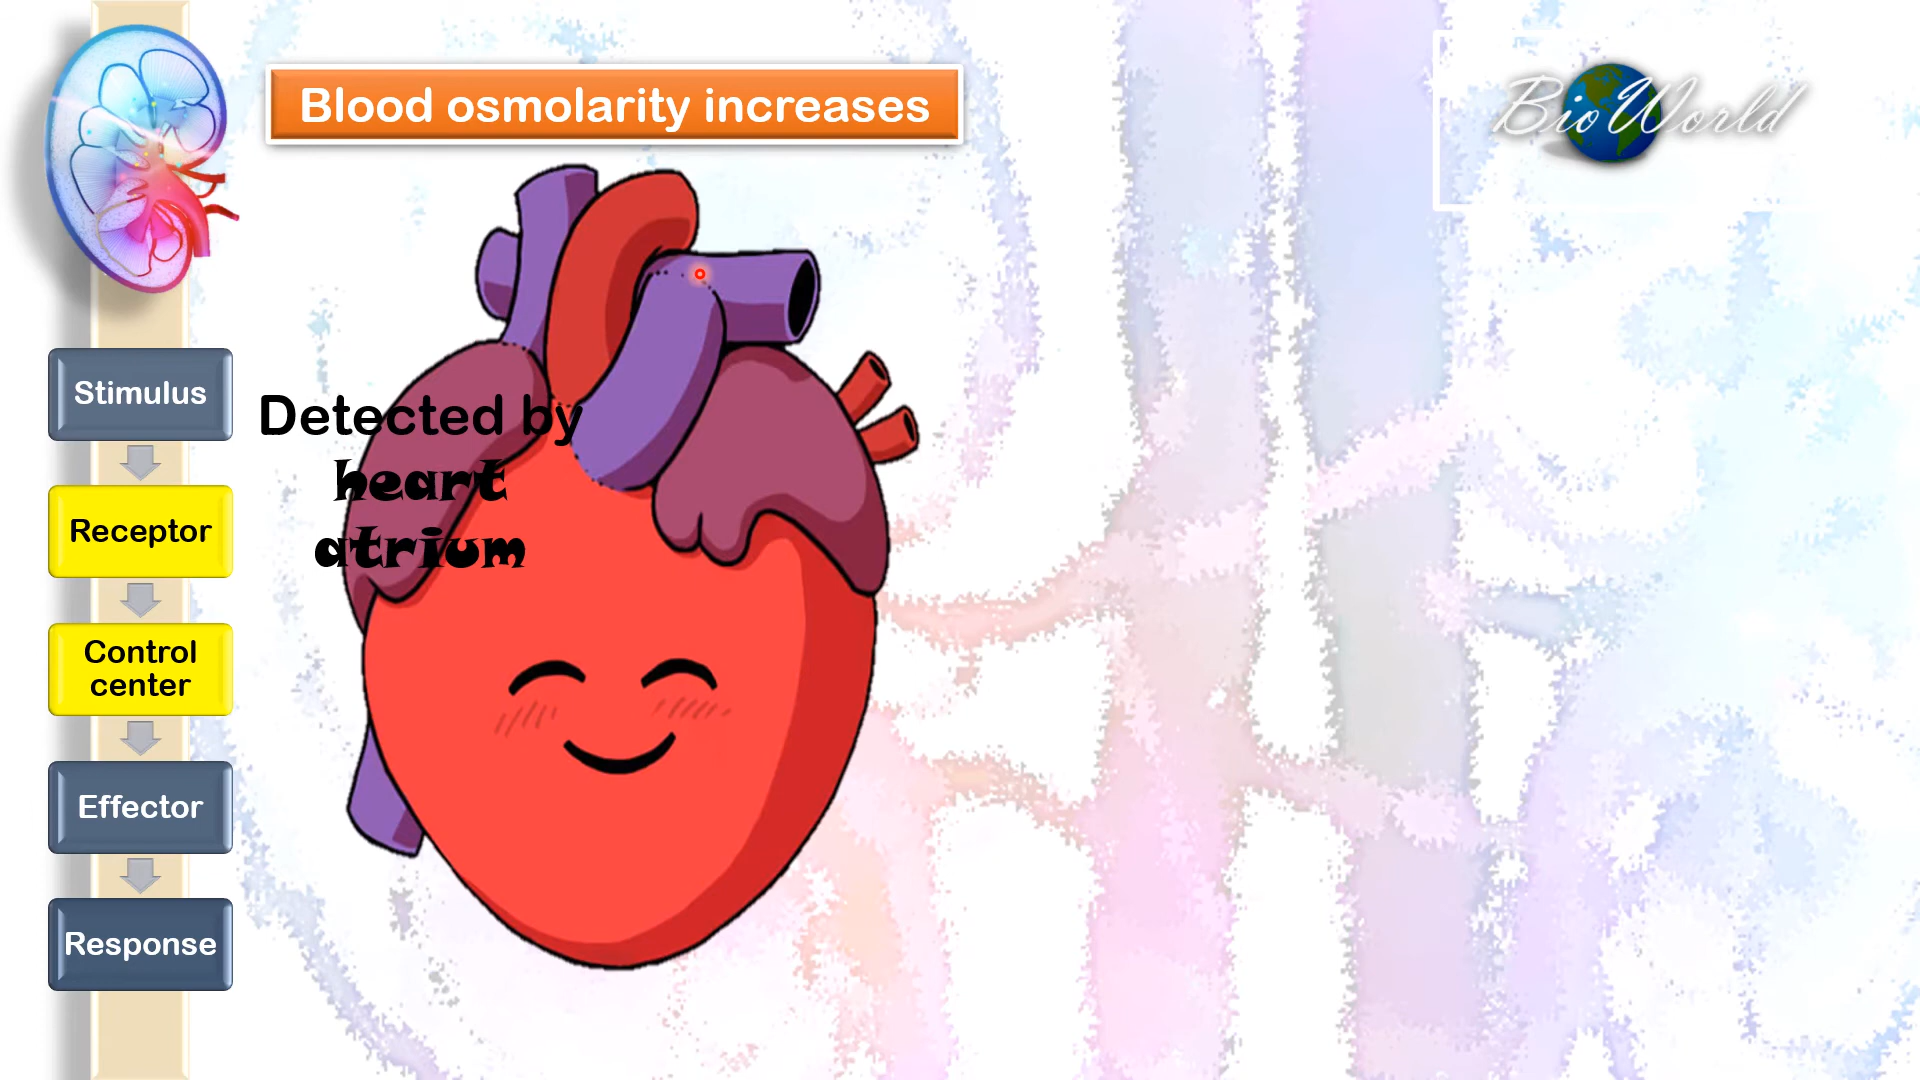 Blood osmolarity increases
BioWorld
Stimulus
Detected by
heart
atrium
Receptor
Control
center
Effector
Response